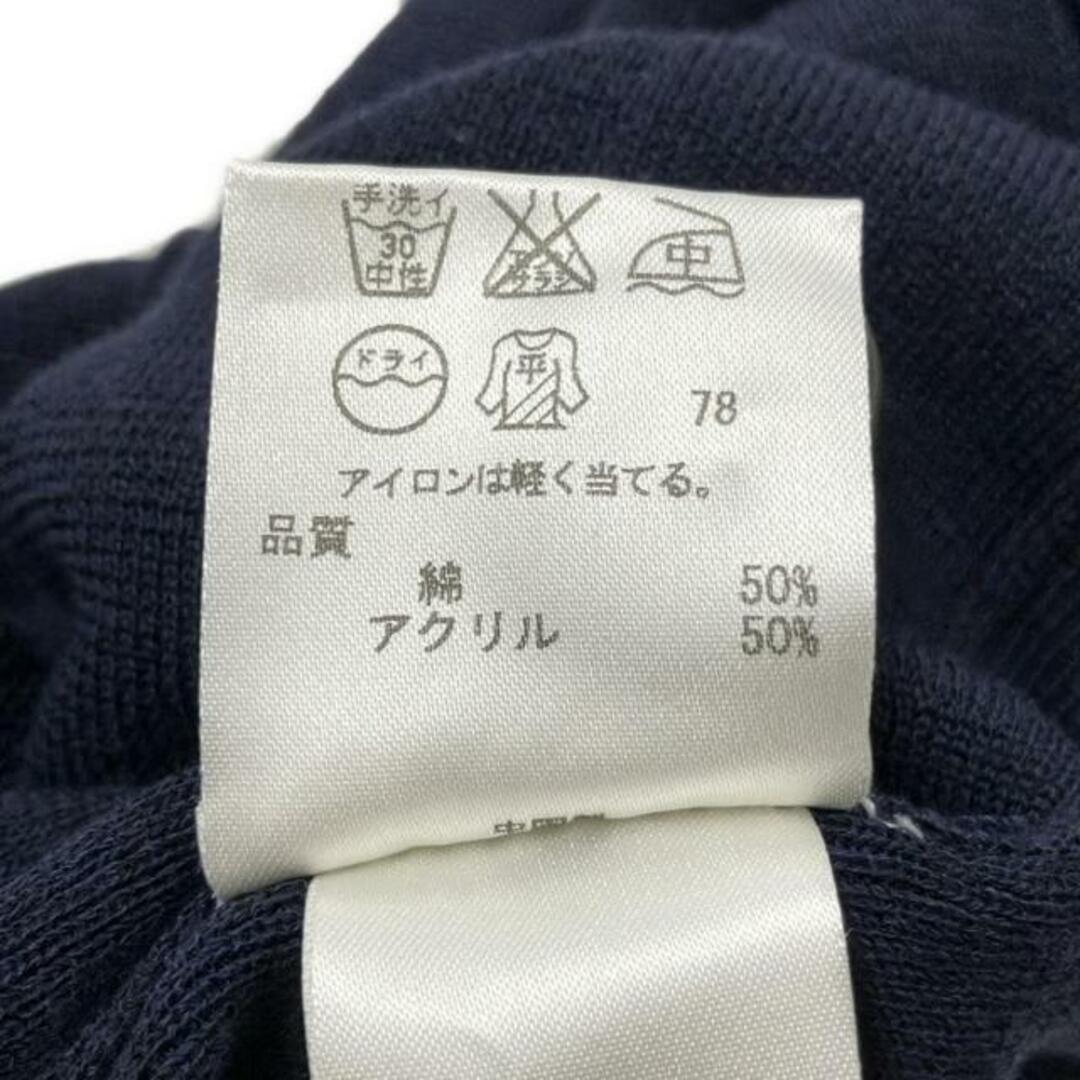 手洗イ
30
中性
エンソ
サラシ
中
ドライ
平
78
アイロンは軽く当てる。
品質
綿 50%
アクリル 50%